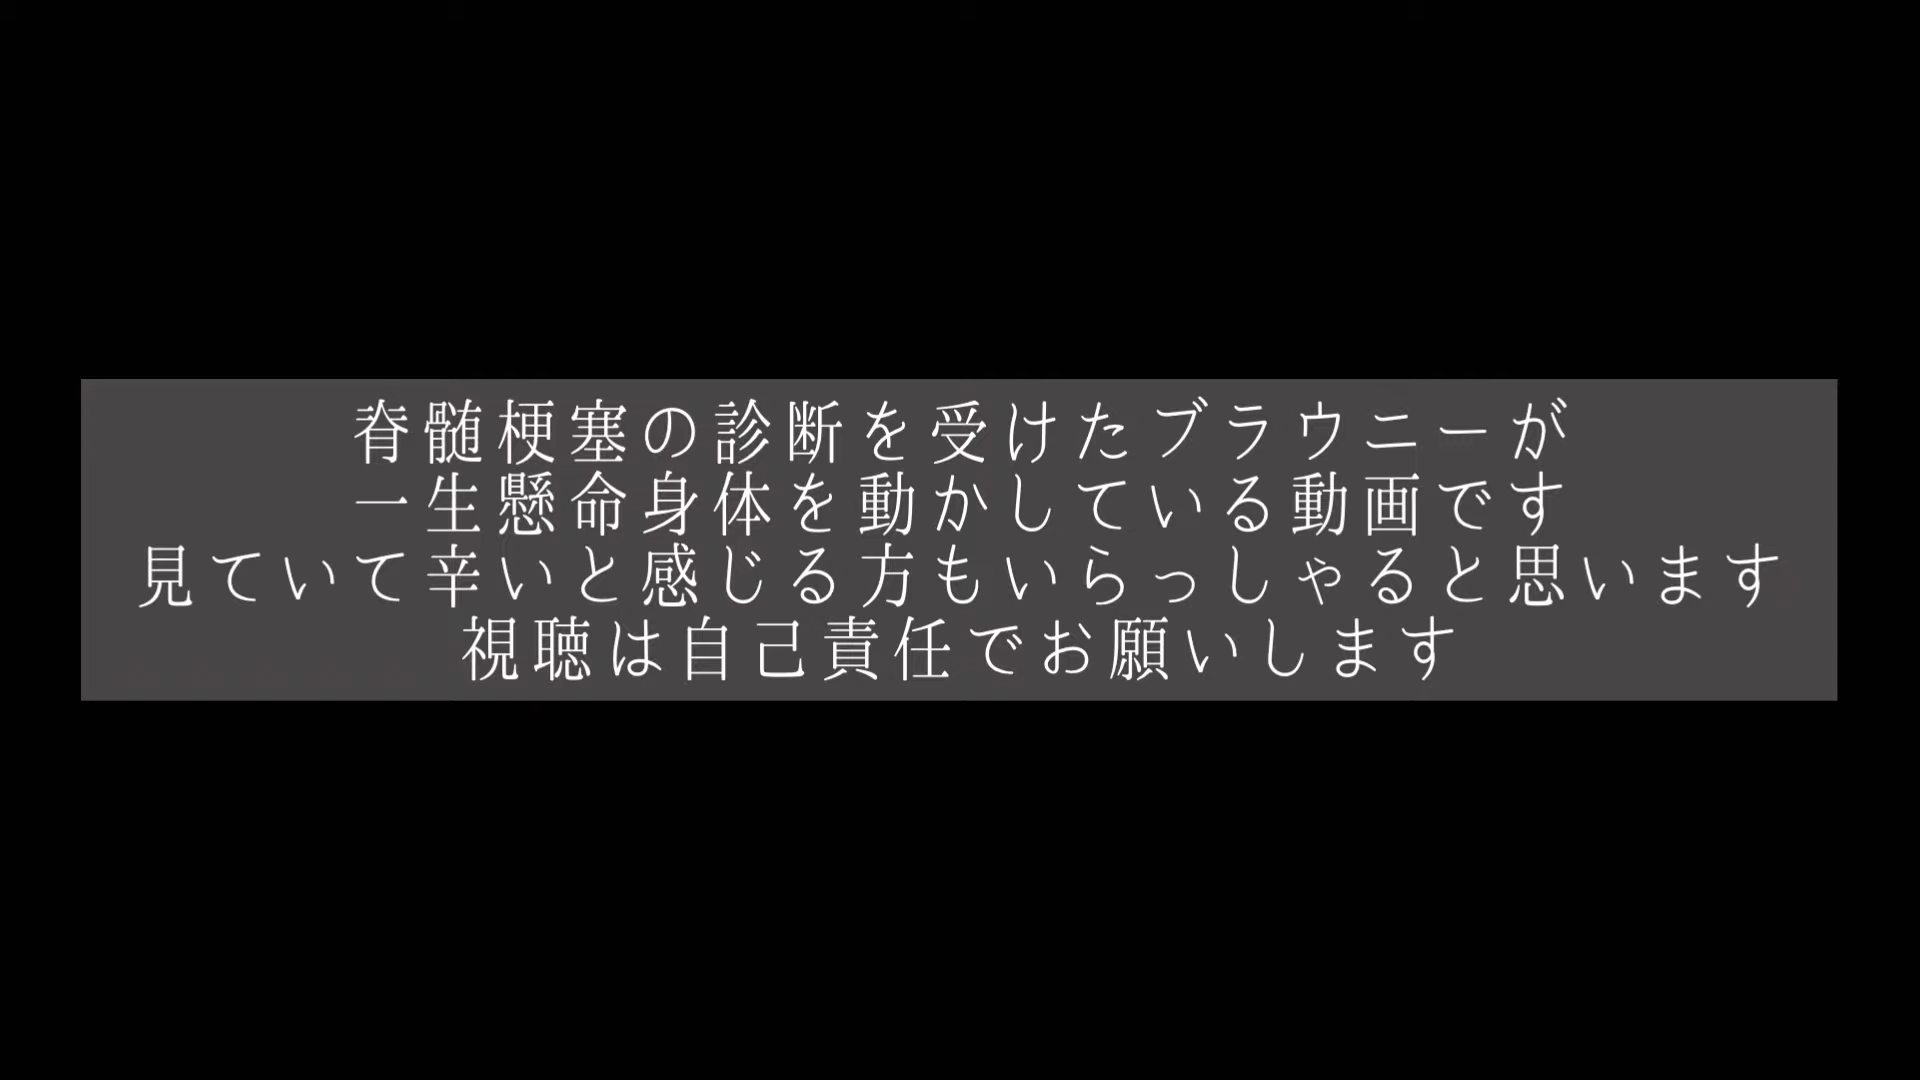 脊髄梗塞の診断を受けたブラウニーが
一生懸命身体を動かしている動画です
見ていて辛いと感じる方もいらっしゃると思います
視聴は自己責任でお願いします